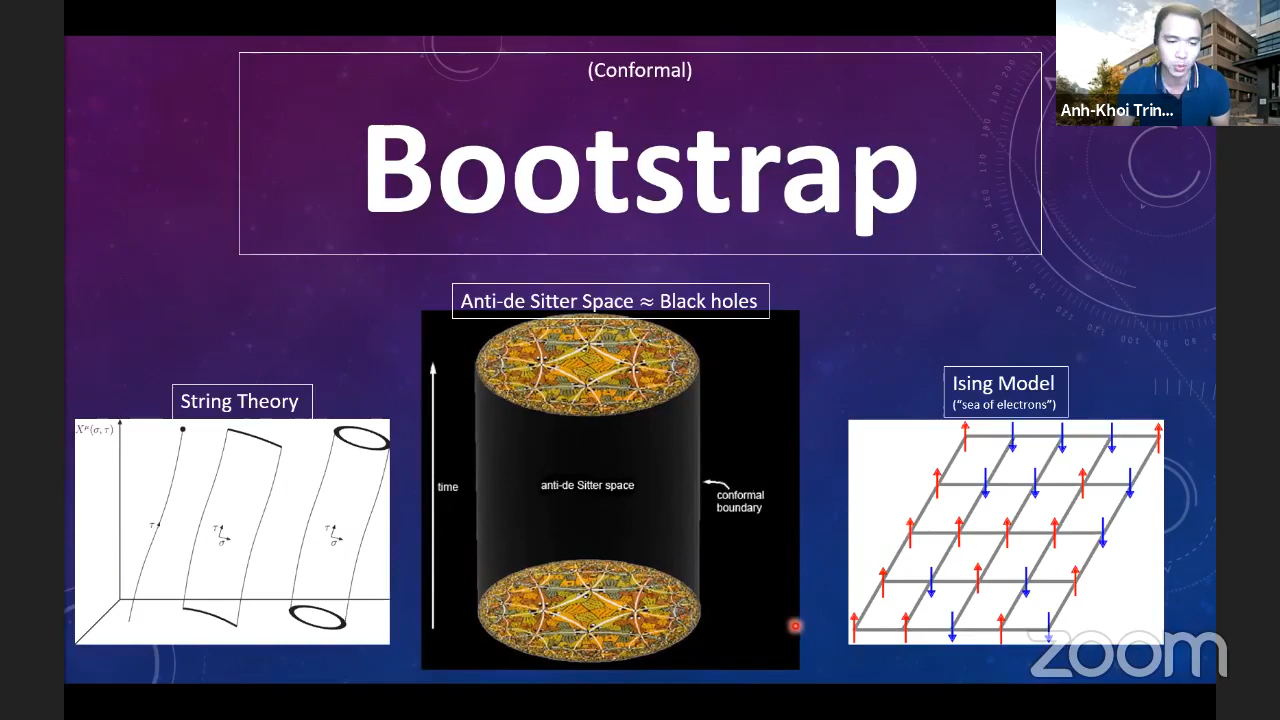 (Conformal)
Anh-Khoi Trin...
Bootstrap
Anti-de Sitter Space ≈ Black holes
String Theory
Ising Model
("sea of electrons")
X^μ(σ,τ)
τ
τ
σ
τ
σ
time
anti-de Sitter space
conformal
boundary
zoom